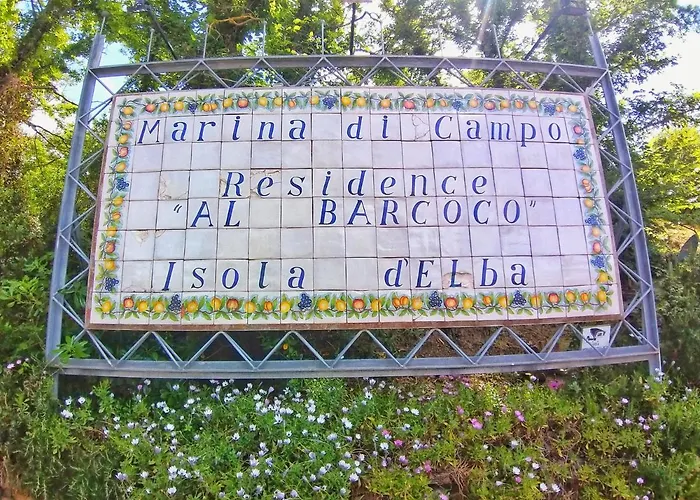 Marina di Campo
Residence
"AL BARCOCO"
Isola d'Elba